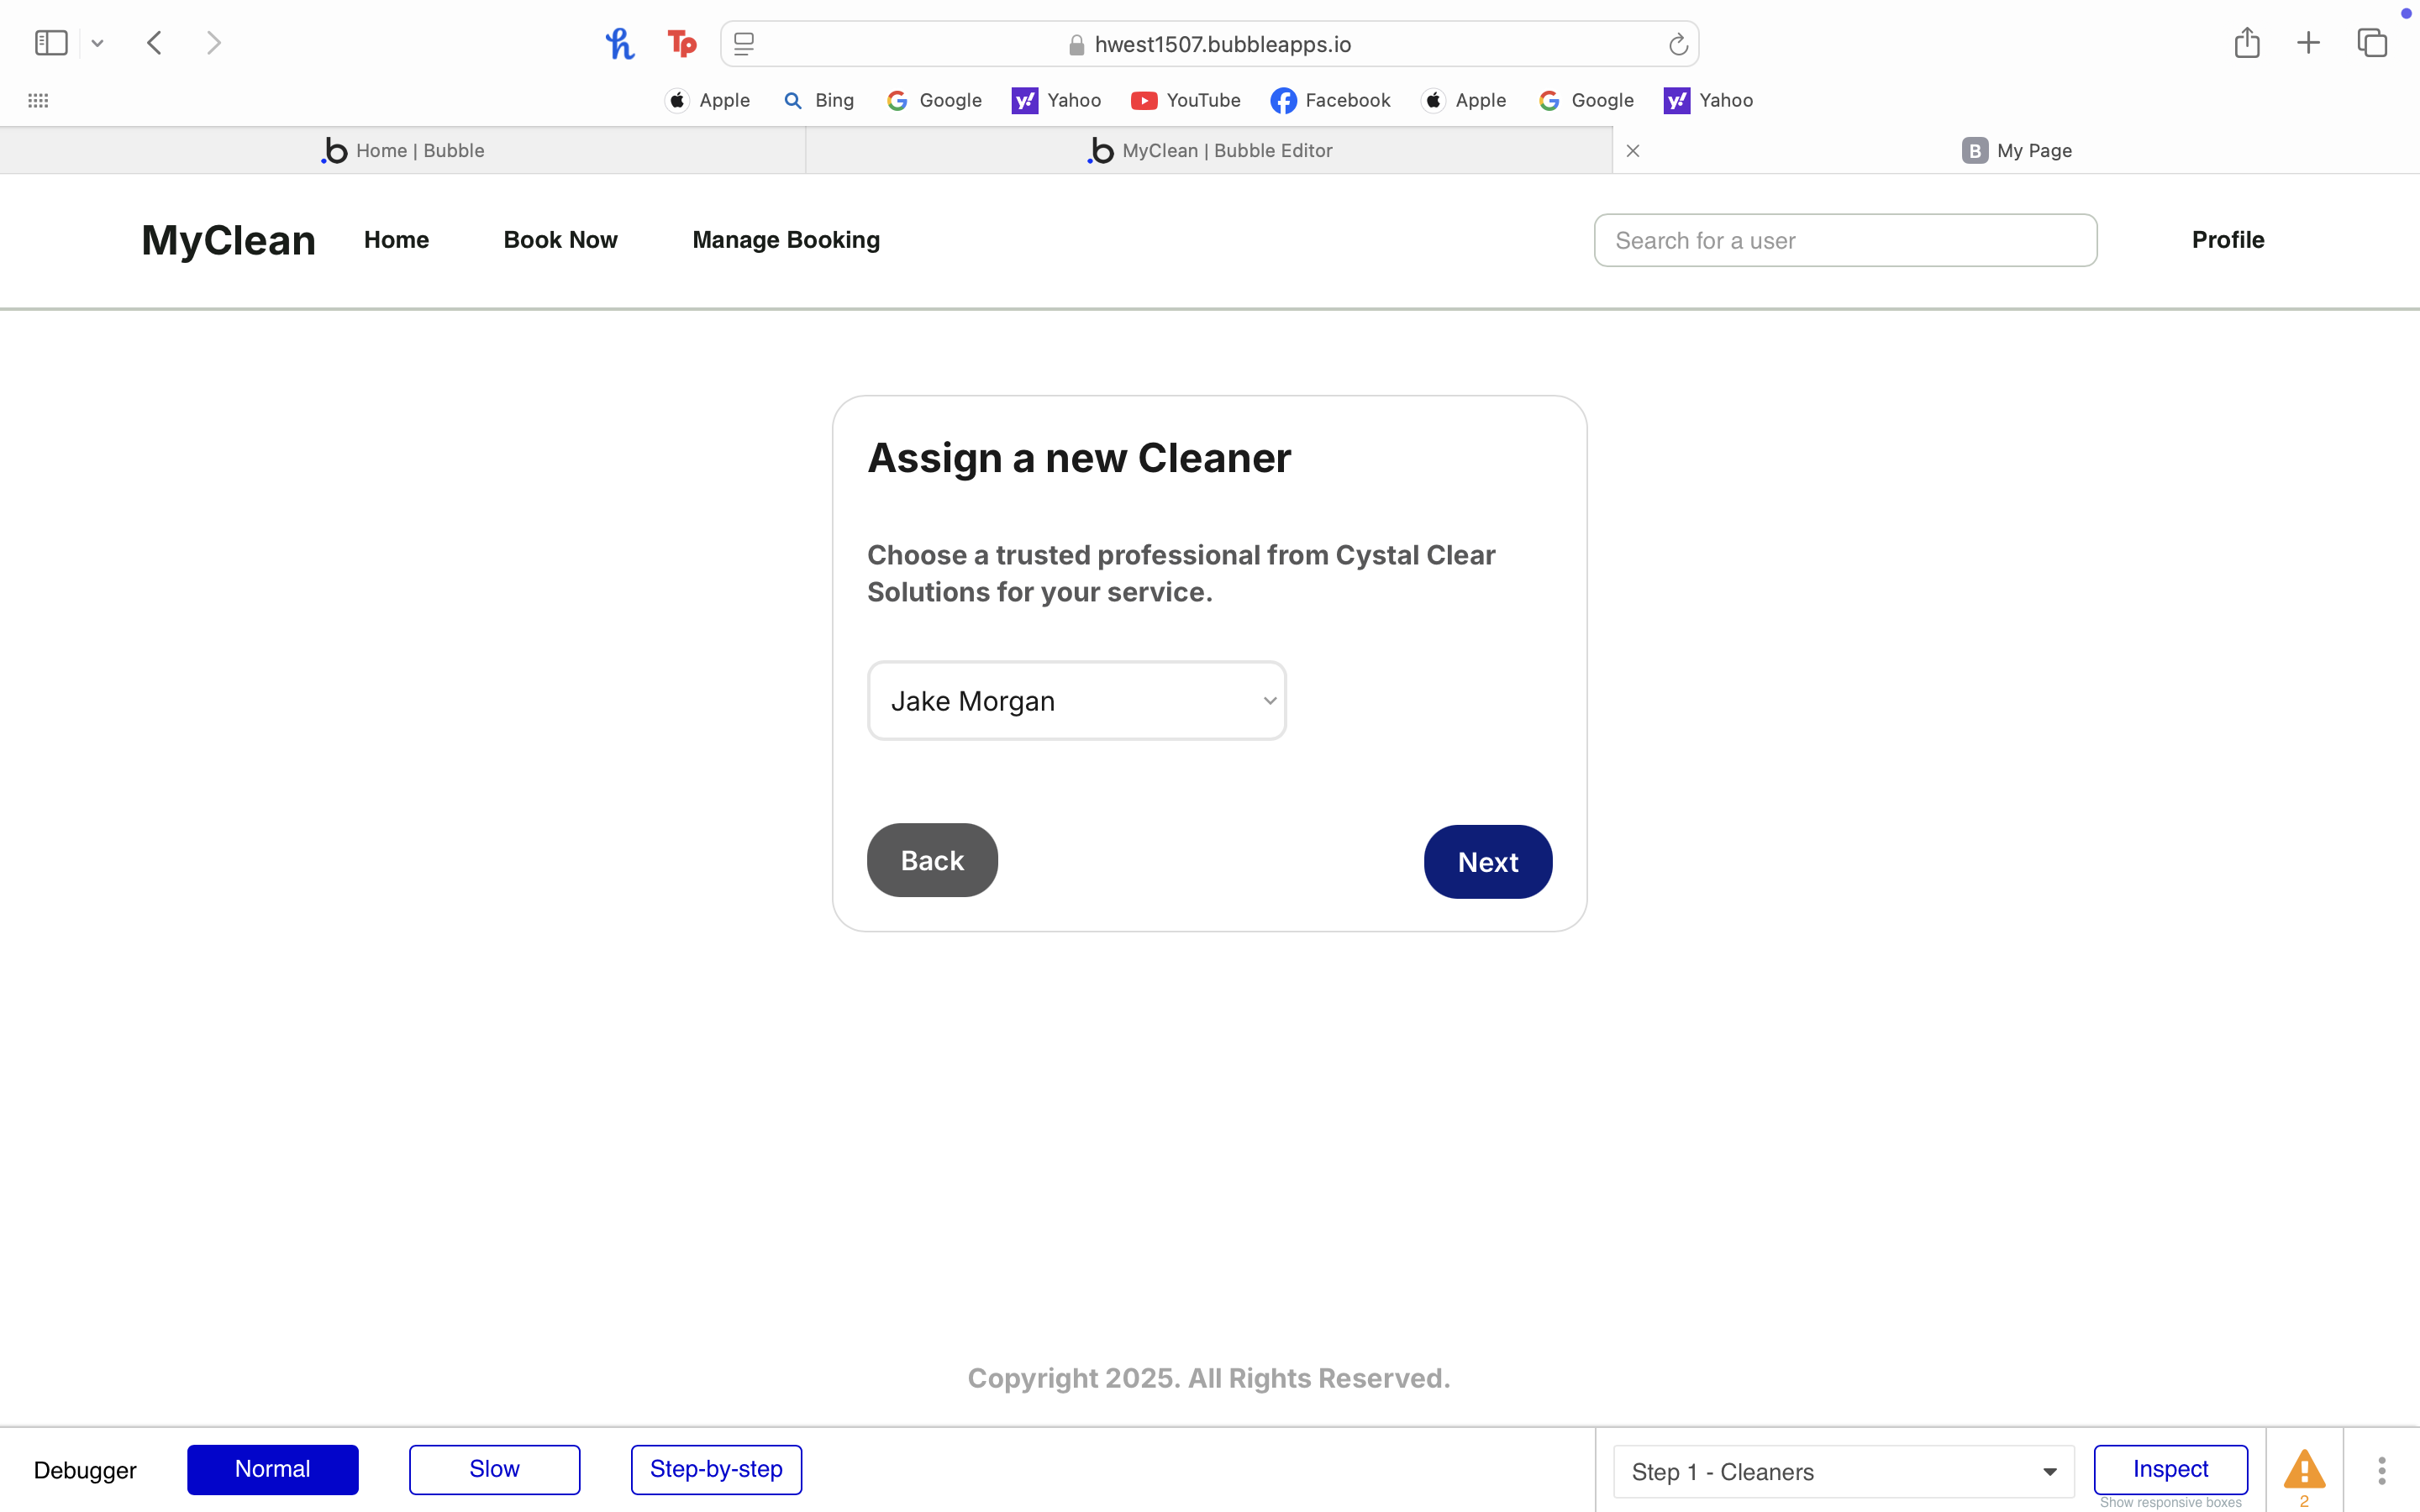 hwest1507.bubbleapps.io
Apple Bing Google Yahoo YouTube Facebook Apple Google Yahoo
Home | Bubble
MyClean | Bubble Editor
B My Page
MyClean Home Book Now Manage Booking
Search for a user
Profile
Assign a new Cleaner
Choose a trusted professional from Cystal Clear
Solutions for your service.
Jake Morgan
Back
Next
Copyright 2025. All Rights Reserved.
Debugger Normal Slow Step-by-step
Step 1 - Cleaners
Inspect
Show responsive boxes
2